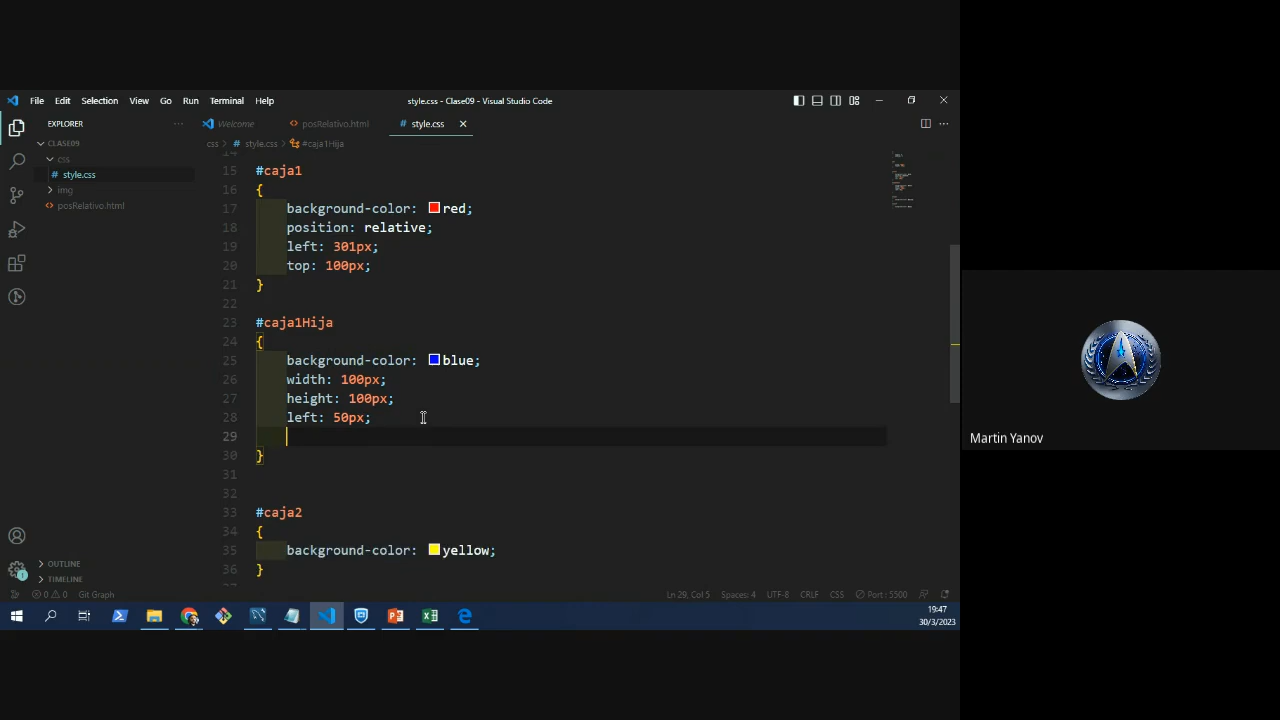 File Edit Selection View Go Run Terminal Help
style.css - Clase09 - Visual Studio Code
EXPLORER
CLASE09
css
# style.css
img
<> posRelativo.html
OUTLINE
TIMELINE
Welcome
<> posRelativo.html
# style.css
css > # style.css > #caja1Hija
14
15 #caja1
16 {
17 background-color: red;
18 position: relative;
19 left: 301px;
20 top: 100px;
21 }
22
23 #caja1Hija
24 {
25 background-color: blue;
26 width: 100px;
27 height: 100px;
28 left: 50px;
29
30 }
31
32
33 #caja2
34 {
35 background-color: yellow;
36 }
1
0 0 Git Graph
Ln 29, Col 5 Spaces: 4 UTF-8 CRLF CSS Port : 5500
19:47
30/3/2023
Martin Yanov